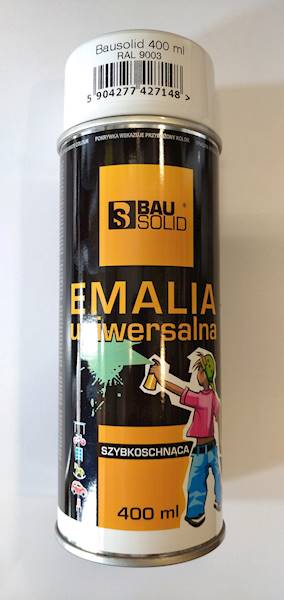 Bausolid 400 ml
RAL 9003
5 904277 427148 >
POKRYWKA WSKAZUJE PRZYBLIŻONY KOLOR
BAU
SOLID
EMALIA
uniwersalna
SZYBKOSCHNĄCA
400 ml